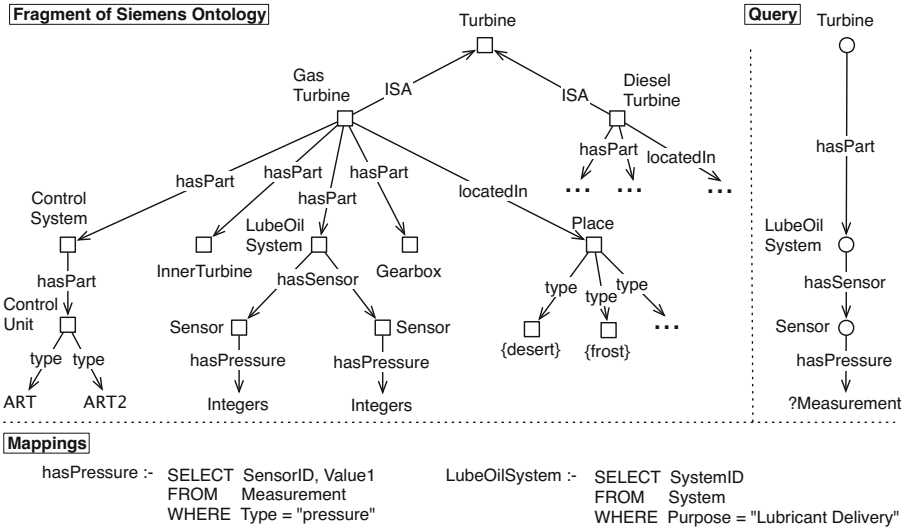 Fragment of Siemens Ontology
Query
Turbine
Turbine
Gas
Turbine
ISA
ISA
Diesel
Turbine
hasPart
locatedIn
...
...
...
hasPart
hasPart
hasPart
hasPart
locatedIn
hasPart
Control
System
InnerTurbine
LubeOil
System
Gearbox
Place
LubeOil
System
hasPart
hasSensor
type
type
type
...
hasSensor
Control
Unit
Sensor
Sensor
{desert}
{frost}
Sensor
type
type
hasPressure
hasPressure
hasPressure
ART
ART2
Integers
Integers
?Measurement
Mappings
hasPressure :- SELECT SensorID, Value1
FROM Measurement
WHERE Type = "pressure"
LubeOilSystem :- SELECT SystemID
FROM System
WHERE Purpose = "Lubricant Delivery"